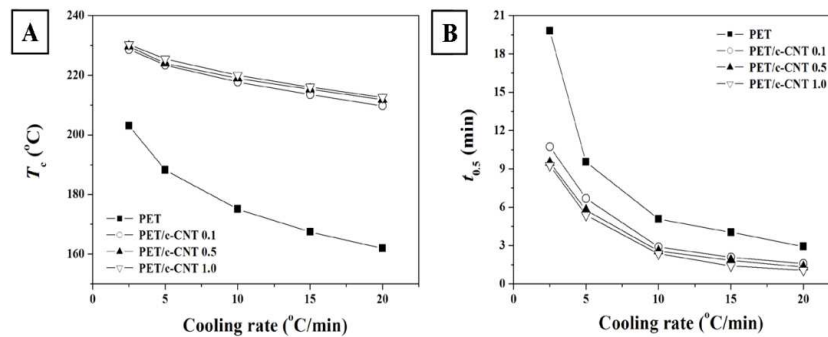 A
240
220
200
180
160
T_c (°C)
PET
PET/c-CNT 0.1
PET/c-CNT 0.5
PET/c-CNT 1.0
0 5 10 15 20
Cooling rate (°C/min)
B
21
18
15
12
9
6
3
0
t_0.5 (min)
PET
PET/c-CNT 0.1
PET/c-CNT 0.5
PET/c-CNT 1.0
0 5 10 15 20
Cooling rate (°C/min)